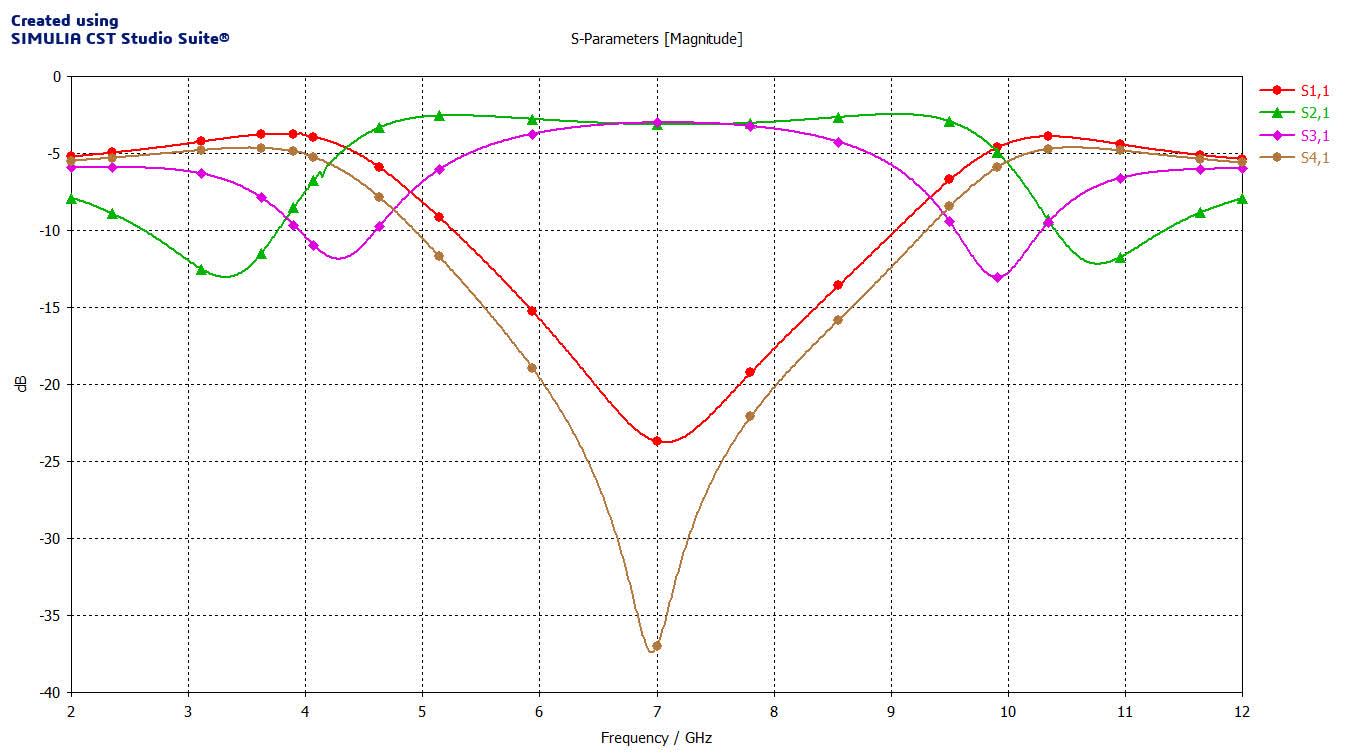 Created using
SIMULIA CST Studio Suite®
S-Parameters [Magnitude]
0
-5
-10
-15
-20
-25
-30
-35
-40
dB
2 3 4 5 6 7 8 9 10 11 12
Frequency / GHz
S1,1
S2,1
S3,1
S4,1